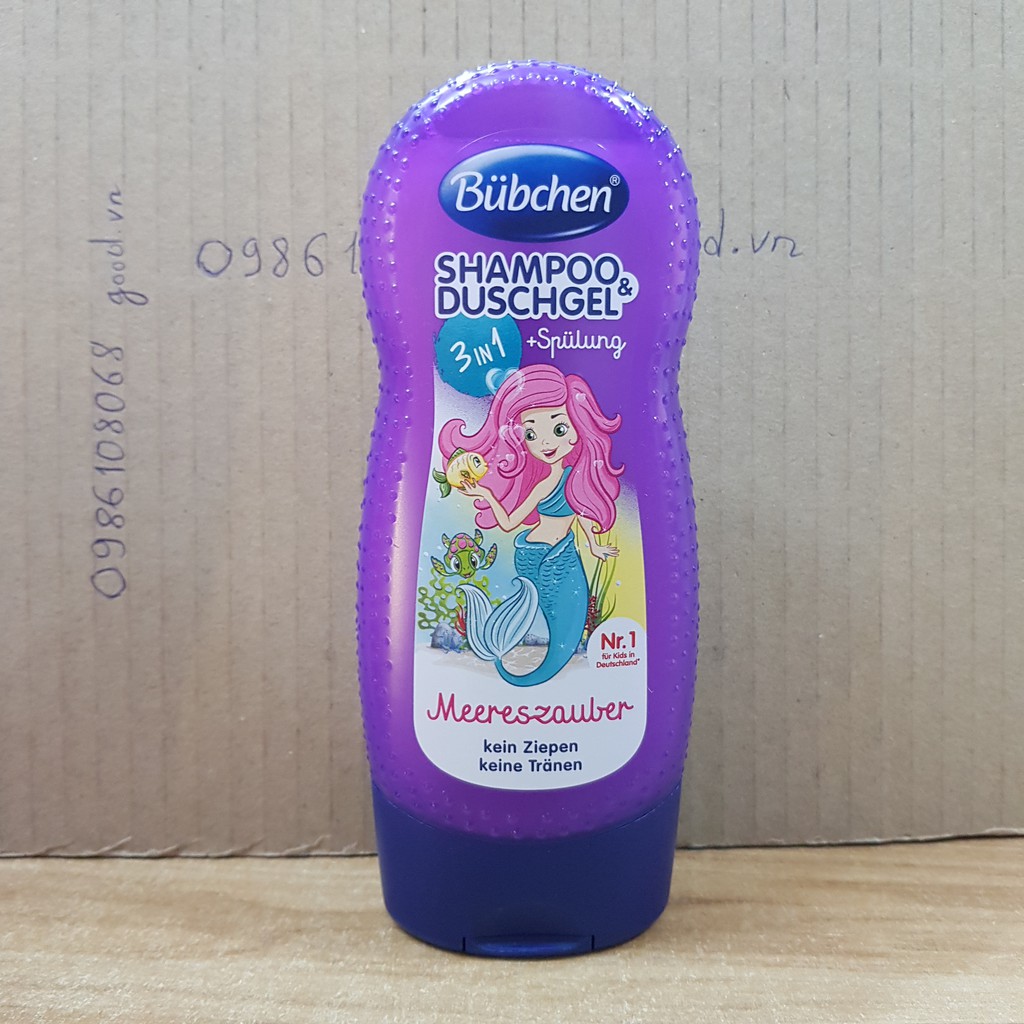 Bübchen®
SHAMPOO &
DUSCHGEL
3 IN 1
+Spülung
Nr. 1
für Kids in
Deutschland*
Meereszauber
kein Ziepen
keine Tränen
0986108068 good.vn
09861
d.vn